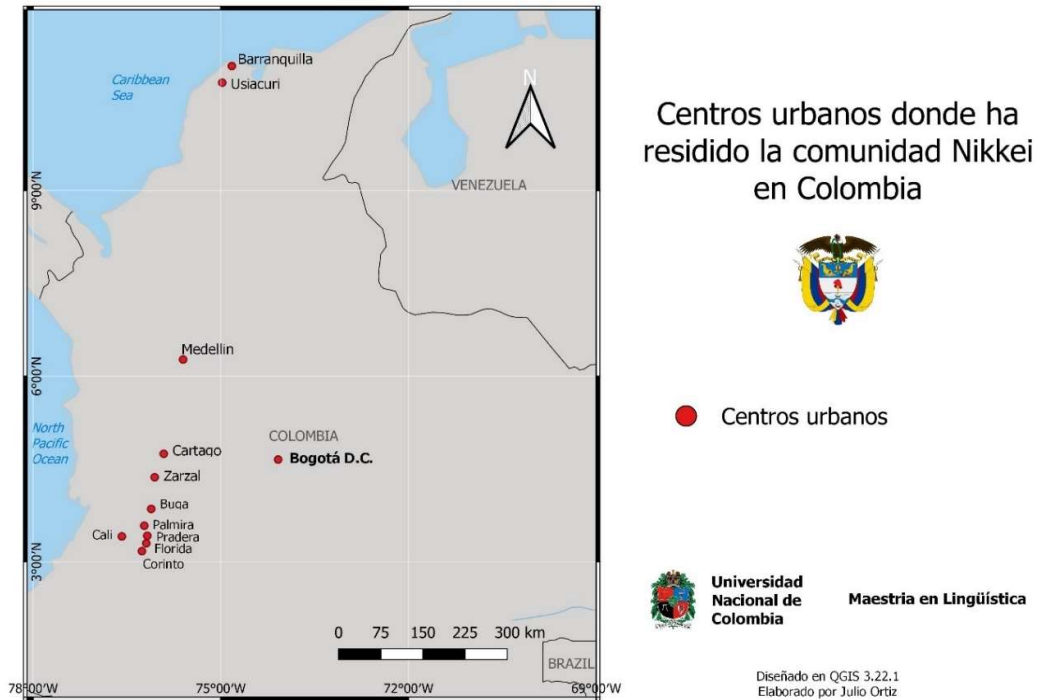 Barranquilla
Usiacuri
Caribbean
Sea
N
VENEZUELA
9°00'N
Medellin
6°00'N
North
Pacific
Ocean
Cartago
COLOMBIA
Bogotá D.C.
Zarzal
Buga
Palmira
Cali
Pradera
Florida
Corinto
3°00'N
0 75 150 225 300 km
BRAZIL
78°00'W 75°00'W 72°00'W 69°00'W
Centros urbanos donde ha
residido la comunidad Nikkei
en Colombia
Centros urbanos
Universidad
Nacional de
Colombia
Maestria en Lingüística
Diseñado en QGIS 3.22.1
Elaborado por Julio Ortiz